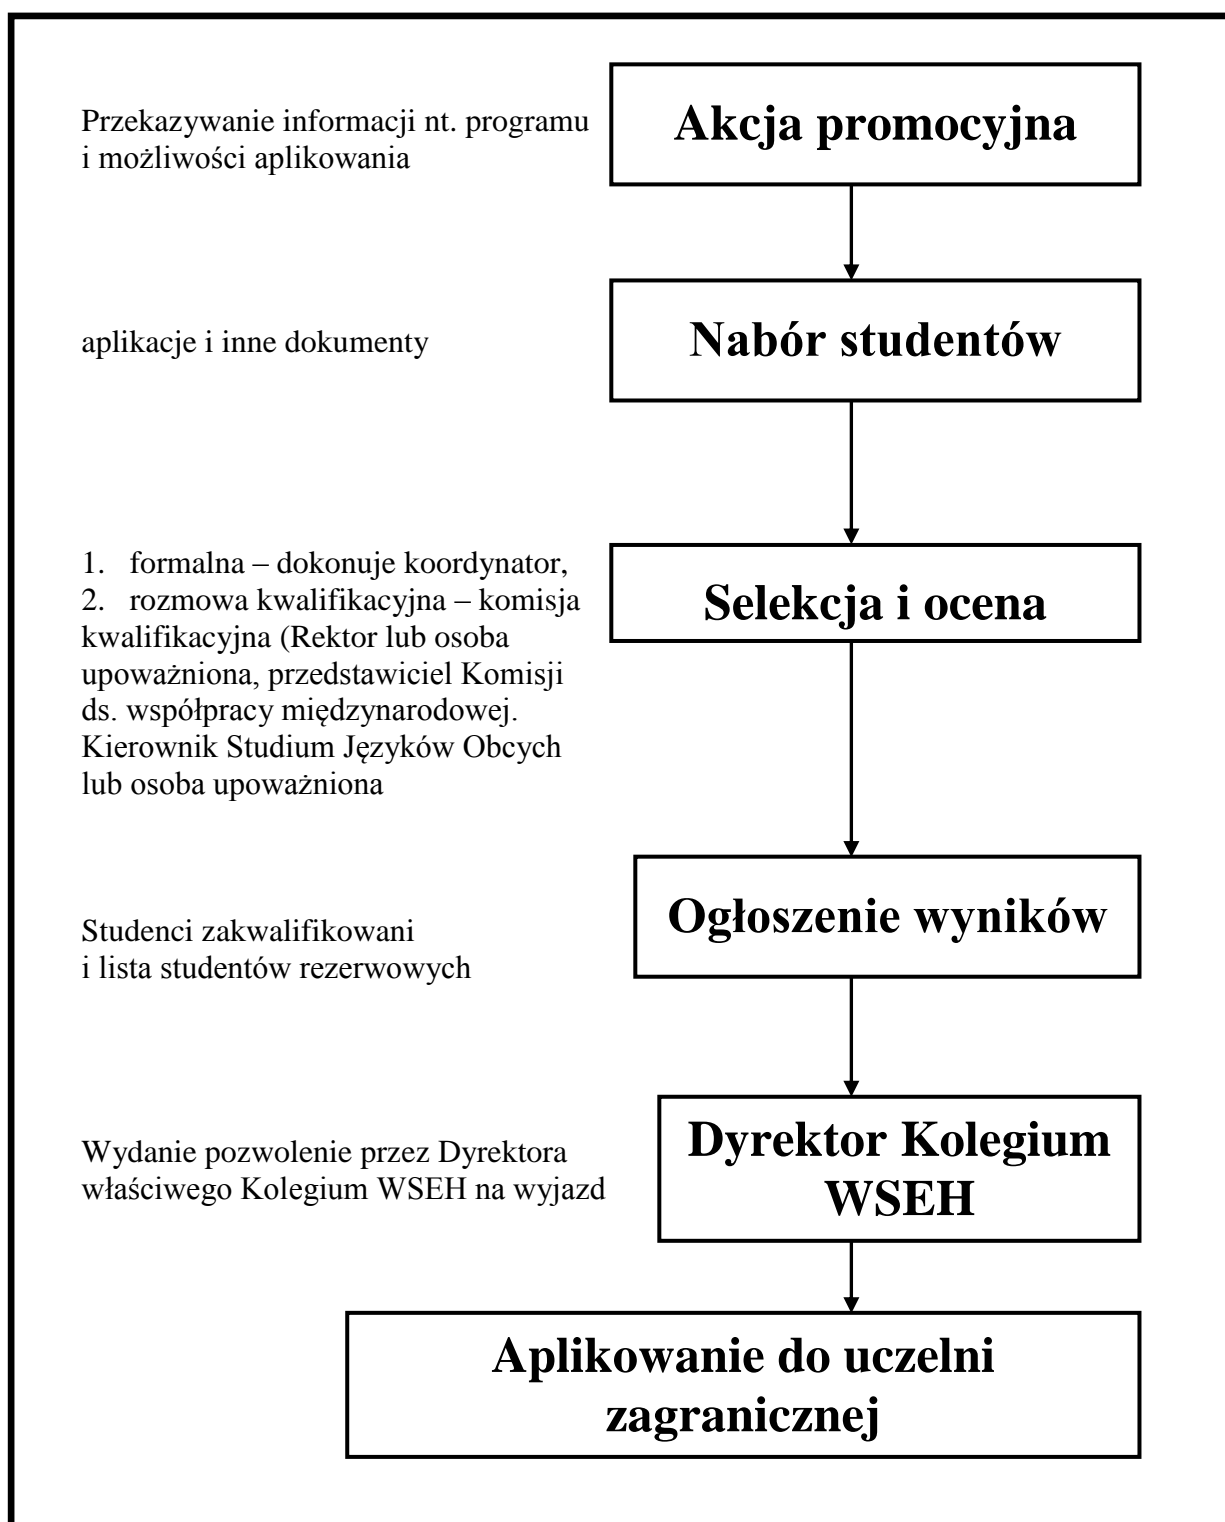 Przekazywanie informacji nt. programu
i możliwości aplikowania
Akcja promocyjna
aplikacje i inne dokumenty
Nabór studentów
1. formalna – dokonuje koordynator,
2. rozmowa kwalifikacyjna – komisja
kwalifikacyjna (Rektor lub osoba
upoważniona, przedstawiciel Komisji
ds. współpracy międzynarodowej.
Kierownik Studium Języków Obcych
lub osoba upoważniona
Selekcja i ocena
Studenci zakwalifikowani
i lista studentów rezerwowych
Ogłoszenie wyników
Wydanie pozwolenie przez Dyrektora
właściwego Kolegium WSEH na wyjazd
Dyrektor Kolegium
WSEH
Aplikowanie do uczelni
zagranicznej